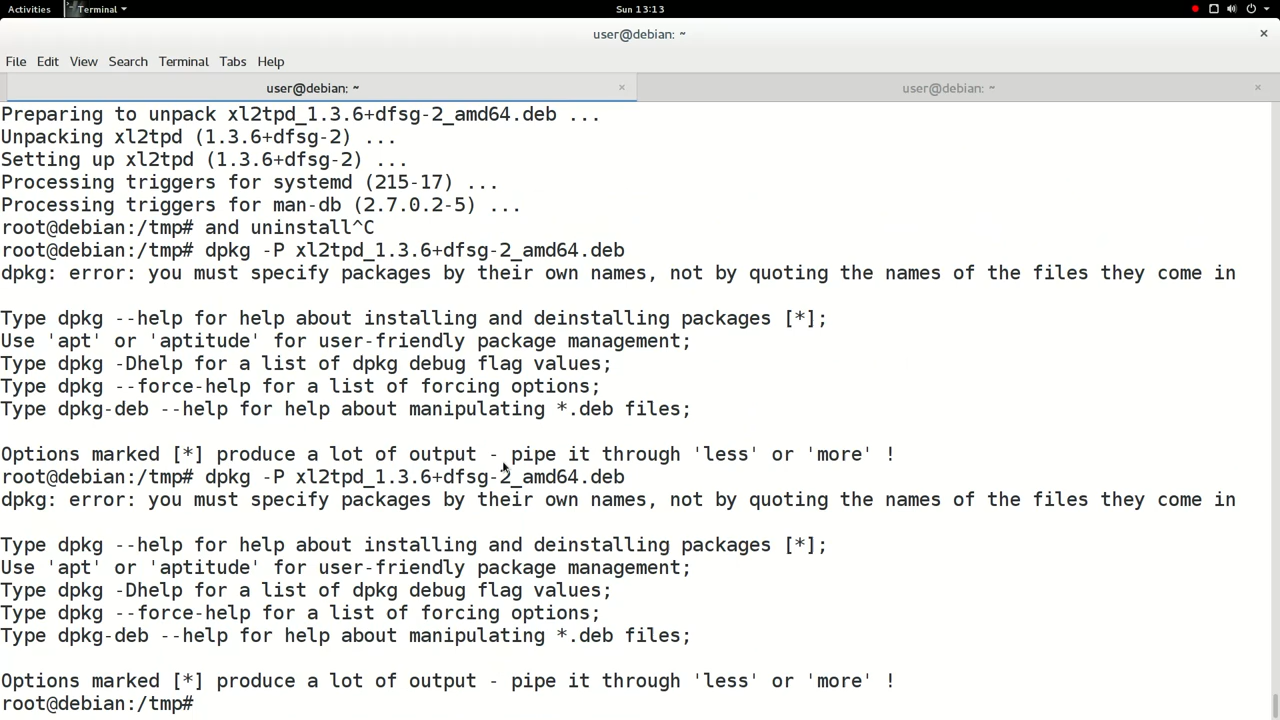 Activities Terminal Sun 13:13
user@debian: ~
File Edit View Search Terminal Tabs Help
user@debian: ~ user@debian: ~
Preparing to unpack xl2tpd_1.3.6+dfsg-2_amd64.deb ...
Unpacking xl2tpd (1.3.6+dfsg-2) ...
Setting up xl2tpd (1.3.6+dfsg-2) ...
Processing triggers for systemd (215-17) ...
Processing triggers for man-db (2.7.0.2-5) ...
root@debian:/tmp# and uninstall^C
root@debian:/tmp# dpkg -P xl2tpd_1.3.6+dfsg-2_amd64.deb
dpkg: error: you must specify packages by their own names, not by quoting the names of the files they come in
Type dpkg --help for help about installing and deinstalling packages [*];
Use 'apt' or 'aptitude' for user-friendly package management;
Type dpkg -Dhelp for a list of dpkg debug flag values;
Type dpkg --force-help for a list of forcing options;
Type dpkg-deb --help for help about manipulating *.deb files;
Options marked [*] produce a lot of output - pipe it through 'less' or 'more' !
root@debian:/tmp# dpkg -P xl2tpd_1.3.6+dfsg-2_amd64.deb
dpkg: error: you must specify packages by their own names, not by quoting the names of the files they come in
Type dpkg --help for help about installing and deinstalling packages [*];
Use 'apt' or 'aptitude' for user-friendly package management;
Type dpkg -Dhelp for a list of dpkg debug flag values;
Type dpkg --force-help for a list of forcing options;
Type dpkg-deb --help for help about manipulating *.deb files;
Options marked [*] produce a lot of output - pipe it through 'less' or 'more' !
root@debian:/tmp#